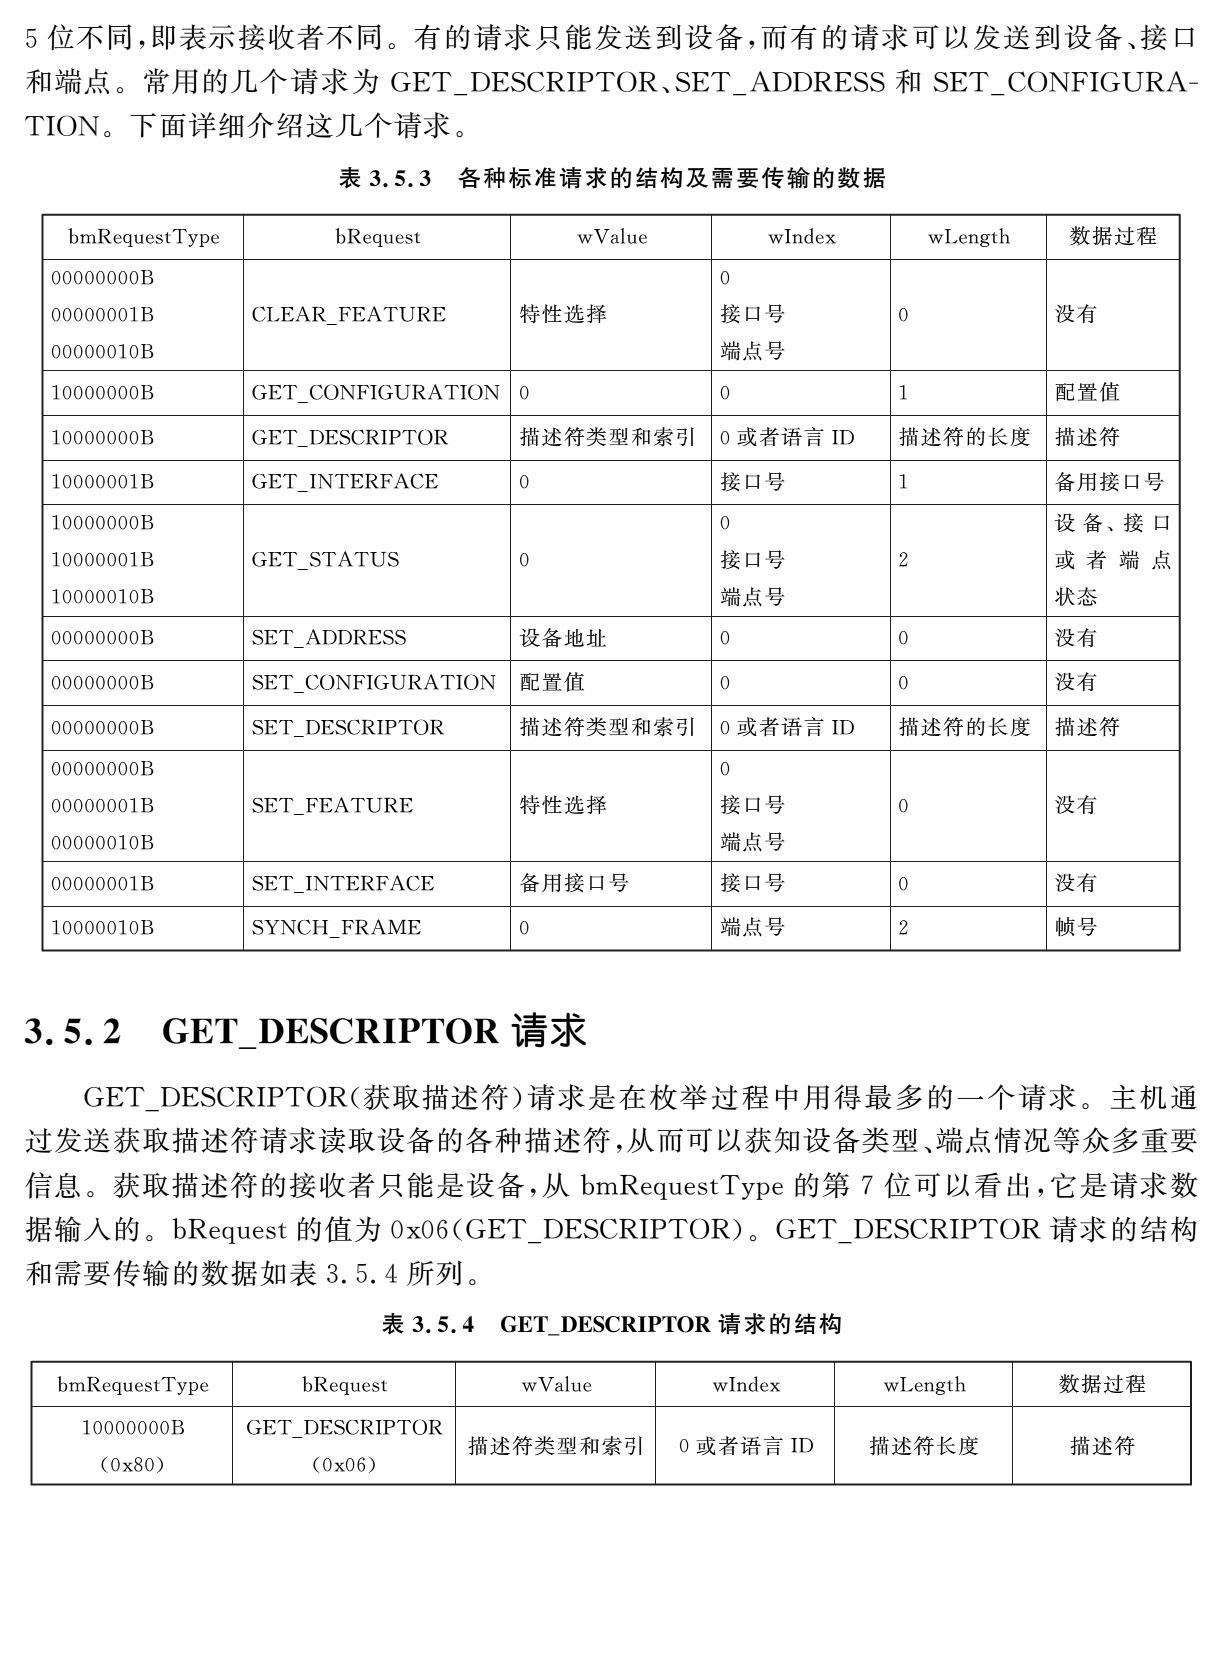 5 位不同,即表示接收者不同。有的请求只能发送到设备,而有的请求可以发送到设备、接口
和端点。常用的几个请求为 GET_DESCRIPTOR、SET_ADDRESS 和 SET_CONFIGURA-
TION。下面详细介绍这几个请求。
表 3.5.3 各种标准请求的结构及需要传输的数据
bmRequestType bRequest wValue wIndex wLength 数据过程
00000000B 0
00000001B CLEAR_FEATURE 特性选择 接口号 0 没有
00000010B 端点号
10000000B GET_CONFIGURATION 0 0 1 配置值
10000000B GET_DESCRIPTOR 描述符类型和索引 0 或者语言 ID 描述符的长度 描述符
10000001B GET_INTERFACE 0 接口号 1 备用接口号
10000000B 0 设备、接口
10000001B GET_STATUS 0 接口号 2 或者端点
10000010B 端点号 状态
00000000B SET_ADDRESS 设备地址 0 0 没有
00000000B SET_CONFIGURATION 配置值 0 0 没有
00000000B SET_DESCRIPTOR 描述符类型和索引 0 或者语言 ID 描述符的长度 描述符
00000000B 0
00000001B SET_FEATURE 特性选择 接口号 0 没有
00000010B 端点号
00000001B SET_INTERFACE 备用接口号 接口号 0 没有
10000010B SYNCH_FRAME 0 端点号 2 帧号
3.5.2 GET_DESCRIPTOR 请求
GET_DESCRIPTOR(获取描述符)请求是在枚举过程中用得最多的一个请求。主机通
过发送获取描述符请求读取设备的各种描述符,从而可以获知设备类型、端点情况等众多重要
信息。获取描述符的接收者只能是设备,从 bmRequestType 的第 7 位可以看出,它是请求数
据输入的。bRequest 的值为 0x06(GET_DESCRIPTOR)。GET_DESCRIPTOR 请求的结构
和需要传输的数据如表 3.5.4 所列。
表 3.5.4 GET_DESCRIPTOR 请求的结构
bmRequestType bRequest wValue wIndex wLength 数据过程
10000000B GET_DESCRIPTOR 描述符类型和索引 0 或者语言 ID 描述符长度 描述符
(0x80) (0x06)